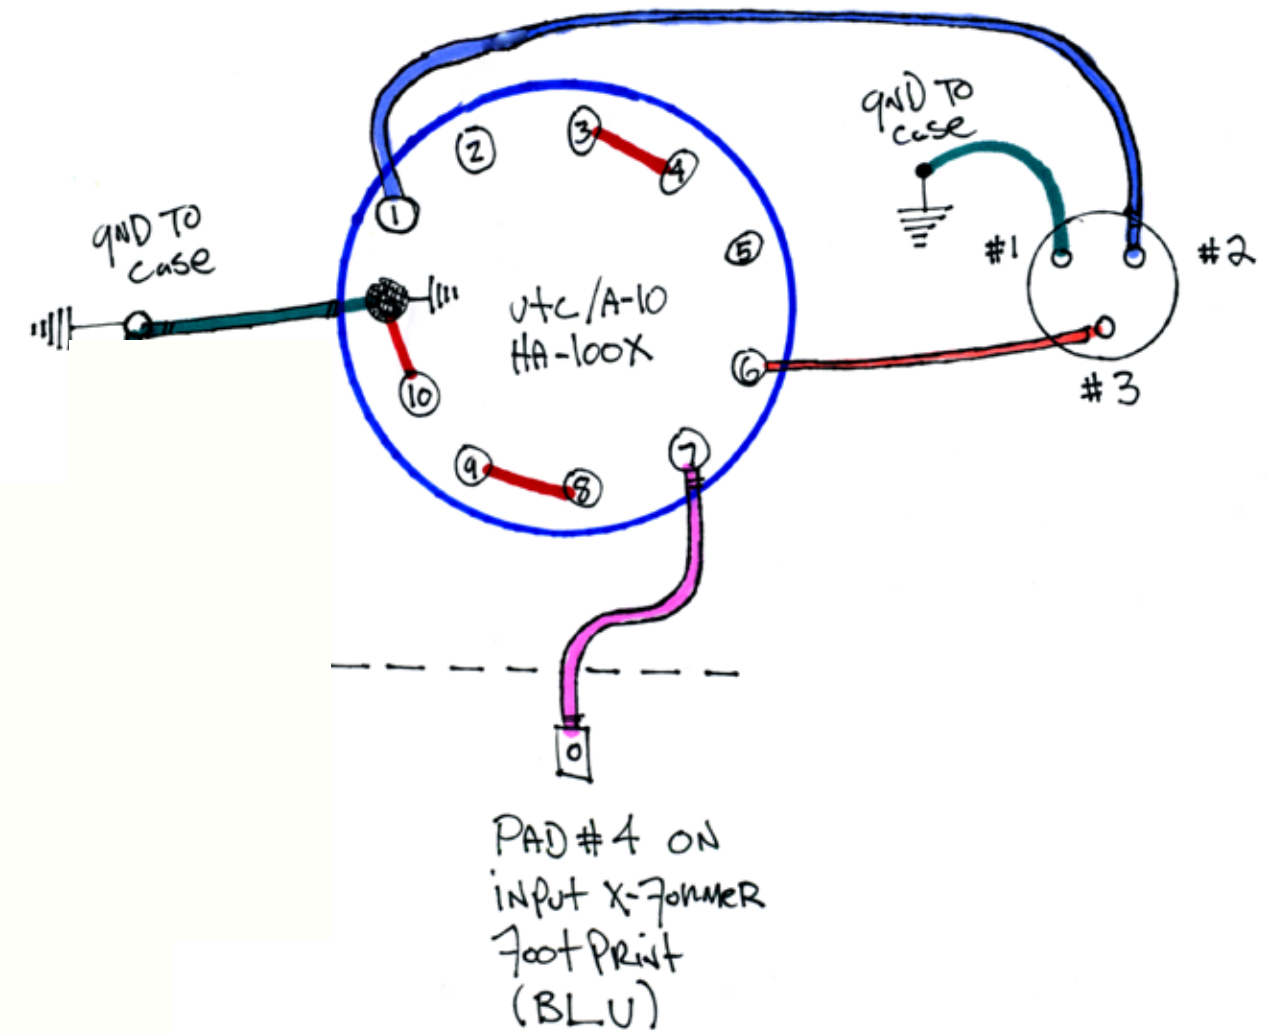 GND TO
case
GND TO
case
1
2
3
4
5
6
7
8
9
10
utc/A-10
HA-100X
#1
#2
#3
0
PAD #4 ON
INPUT X-FORMER
FOOTPRINT
(BLU)